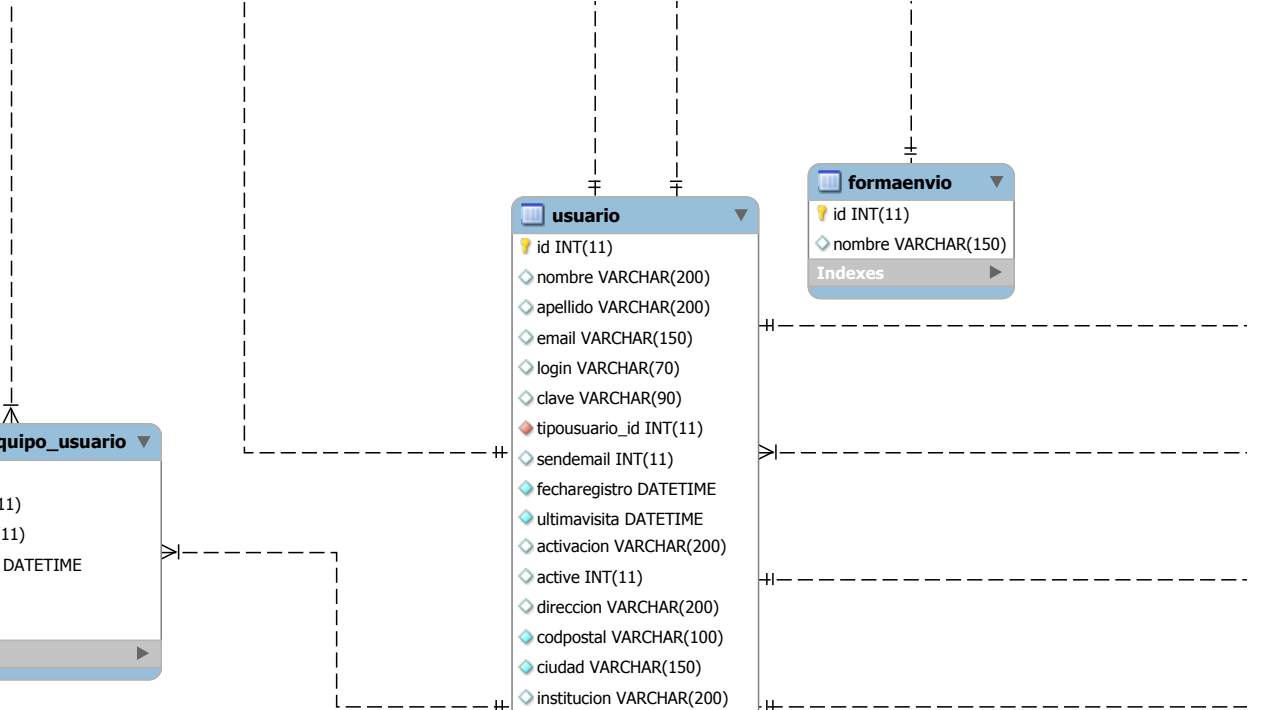 formaenvio
id INT(11)
nombre VARCHAR(150)
Indexes
usuario
id INT(11)
nombre VARCHAR(200)
apellido VARCHAR(200)
email VARCHAR(150)
login VARCHAR(70)
clave VARCHAR(90)
tipousuario_id INT(11)
sendemail INT(11)
fecharegistro DATETIME
ultimavisita DATETIME
activacion VARCHAR(200)
active INT(11)
direccion VARCHAR(200)
codpostal VARCHAR(100)
ciudad VARCHAR(150)
institucion VARCHAR(200)
quipo_usuario
11)
11)
DATETIME